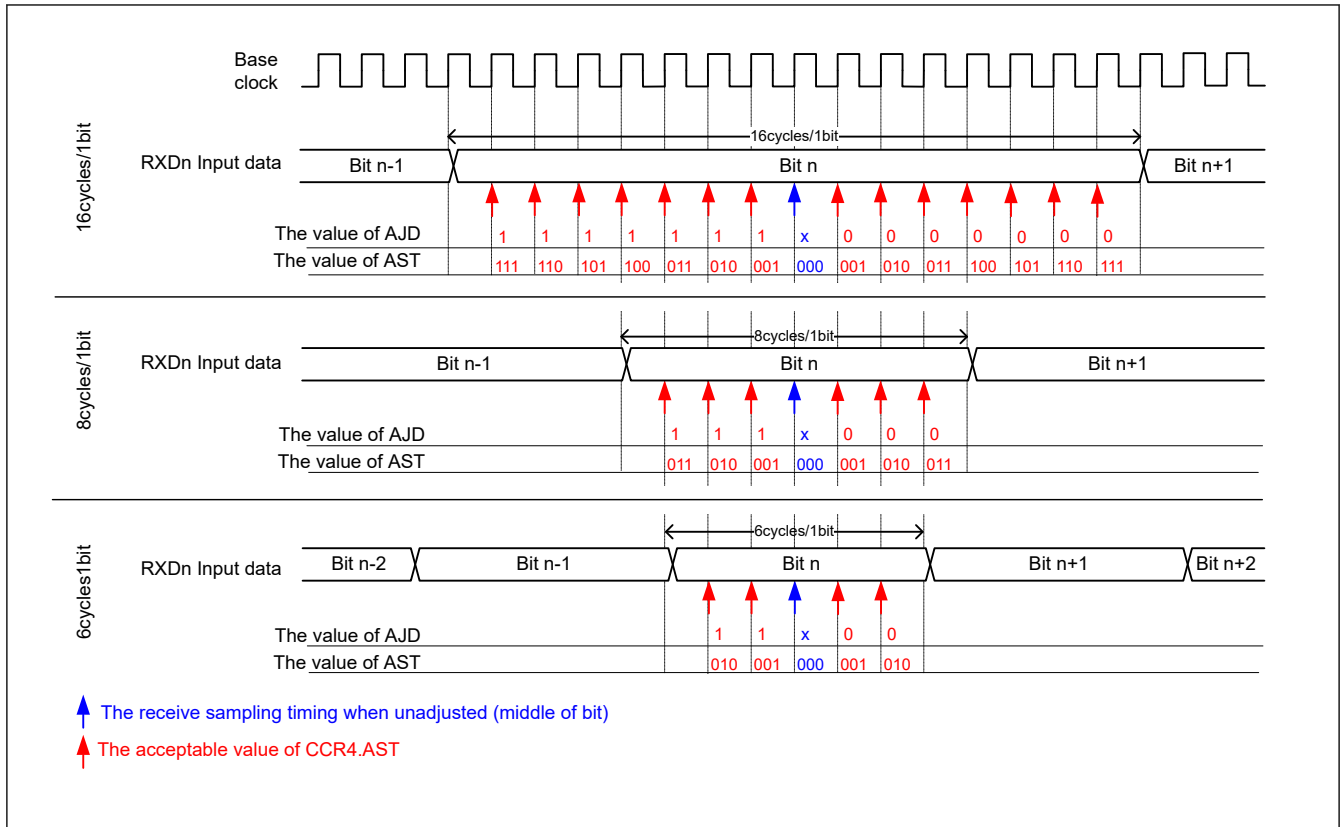 Base
clock
16cycles/1bit
16cycles/1bit
RXDn Input data
Bit n-1
Bit n
Bit n+1
The value of AJD
1 1 1 1 1 1 1 x 0 0 0 0 0 0 0
The value of AST
111 110 101 100 011 010 001 000 001 010 011 100 101 110 111
8cycles/1bit
8cycles/1bit
RXDn Input data
Bit n-1
Bit n
Bit n+1
The value of AJD
1 1 1 x 0 0 0
The value of AST
011 010 001 000 001 010 011
6cycles1bit
6cycles/1bit
RXDn Input data
Bit n-2
Bit n-1
Bit n
Bit n+1
Bit n+2
The value of AJD
1 1 x 0 0
The value of AST
010 001 000 001 010
The receive sampling timing when unadjusted (middle of bit)
The acceptable value of CCR4.AST